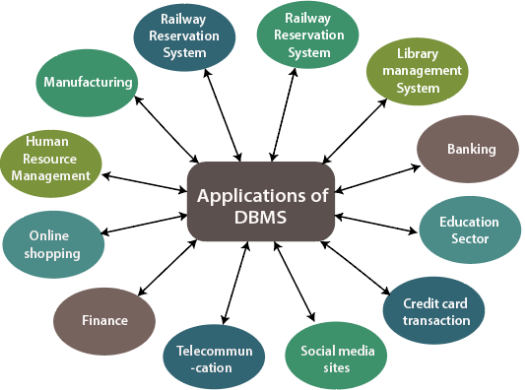 Railway
Reservation
System
Railway
Reservation
System
Library
management
System
Manufacturing
Banking
Human
Resource
Management
Applications of
DBMS
Education
Sector
Online
shopping
Credit card
transaction
Finance
Telecommun
-cation
Social media
sites